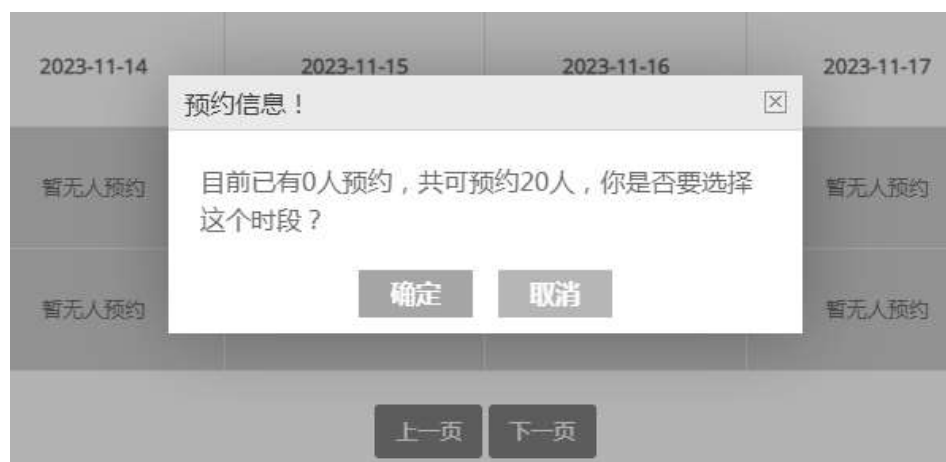 2023-11-14 2023-11-15 2023-11-16 2023-11-17
预约信息！
暂无人预约 目前已有0人预约，共可预约20人，你是否要选择 暂无人预约
这个时段？
暂无人预约 确定 取消 暂无人预约
上一页 下一页